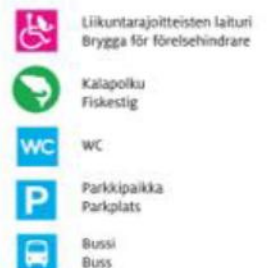 Liikuntarajoitteisten laituri
Brygga för förelsehindrare
Kalapolku
Fiskestig
WC WC
Parkkipaikka
P Parkplats
Bussi
Buss